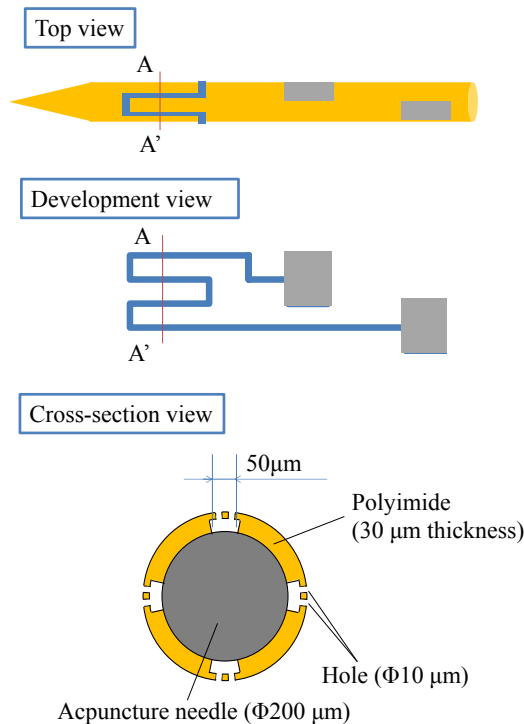 Top view
A
A'
Development view
A
A'
Cross-section view
50μm
Polyimide
(30 μm thickness)
Hole (Φ10 μm)
Acpuncture needle (Φ200 μm)